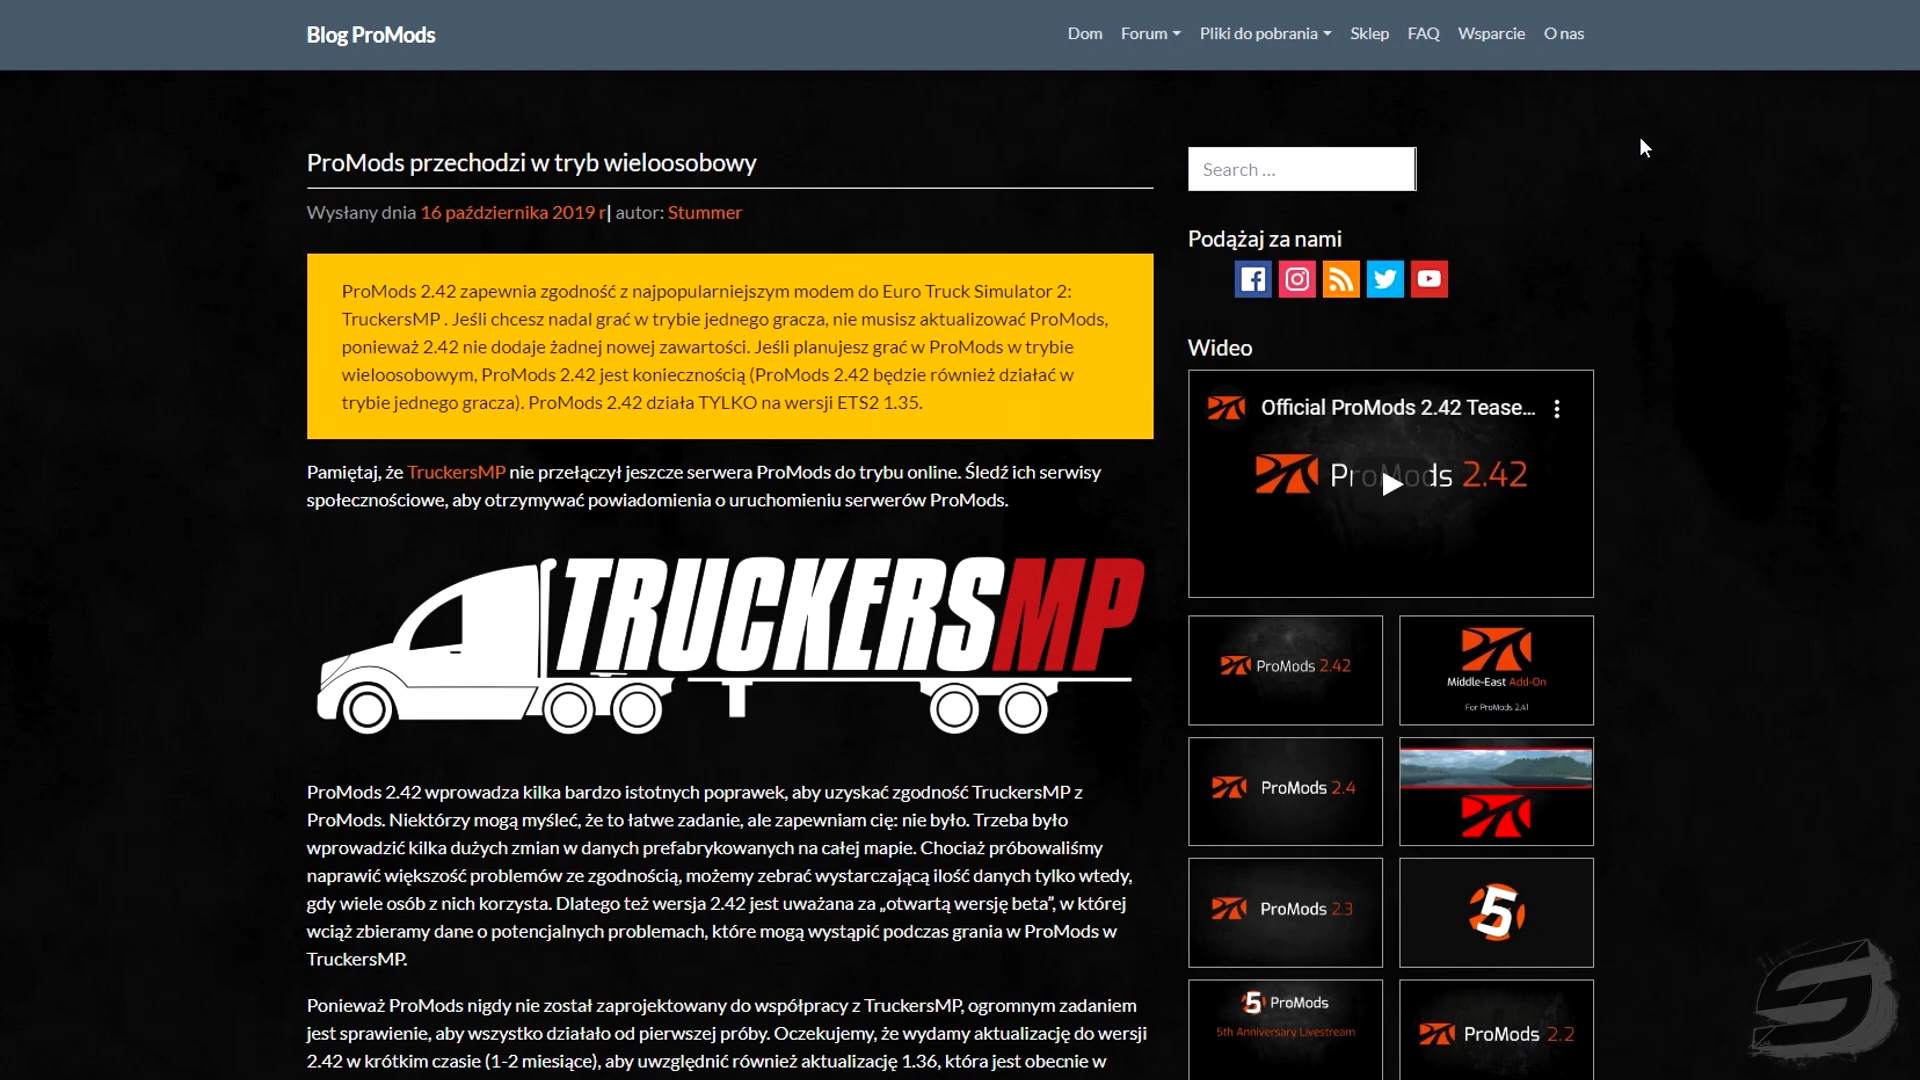 Blog ProMods
Dom Forum Pliki do pobrania Sklep FAQ Wsparcie O nas
ProMods przechodzi w tryb wieloosobowy
Wysłany dnia 16 października 2019 r| autor: Stummer
ProMods 2.42 zapewnia zgodność z najpopularniejszym modem do Euro Truck Simulator 2:
TruckersMP . Jeśli chcesz nadal grać w trybie jednego gracza, nie musisz aktualizować ProMods,
ponieważ 2.42 nie dodaje żadnej nowej zawartości. Jeśli planujesz grać w ProMods w trybie
wieloosobowym, ProMods 2.42 jest koniecznością (ProMods 2.42 będzie również działać w
trybie jednego gracza). ProMods 2.42 działa TYLKO na wersji ETS2 1.35.
Pamiętaj, że TruckersMP nie przełączył jeszcze serwera ProMods do trybu online. Śledź ich serwisy
społecznościowe, aby otrzymywać powiadomienia o uruchomieniu serwerów ProMods.
TRUCKERSMP
ProMods 2.42 wprowadza kilka bardzo istotnych poprawek, aby uzyskać zgodność TruckersMP z
ProMods. Niektórzy mogą myśleć, że to łatwe zadanie, ale zapewniam cię: nie było. Trzeba było
wprowadzić kilka dużych zmian w danych prefabrykowanych na całej mapie. Chociaż próbowaliśmy
naprawić większość problemów ze zgodnością, możemy zebrać wystarczającą ilość danych tylko wtedy,
gdy wiele osób z nich korzysta. Dlatego też wersja 2.42 jest uważana za „otwartą wersję beta”, w której
wciąż zbieramy dane o potencjalnych problemach, które mogą wystąpić podczas grania w ProMods w
TruckersMP.
Ponieważ ProMods nigdy nie został zaprojektowany do współpracy z TruckersMP, ogromnym zadaniem
jest sprawienie, aby wszystko działało od pierwszej próby. Oczekujemy, że wydamy aktualizację do wersji
2.42 w krótkim czasie (1-2 miesiące), aby uwzględnić również aktualizację 1.36, która jest obecnie w
Search ...
Podążaj za nami
Wideo
Official ProMods 2.42 Tease...
ProMods 2.42
ProMods 2.42
Middle-East Add-On
For ProMods 2.41
ProMods 2.4
ProMods 2.3
5
5 ProMods
5th Anniversary Livestream
ProMods 2.2
S